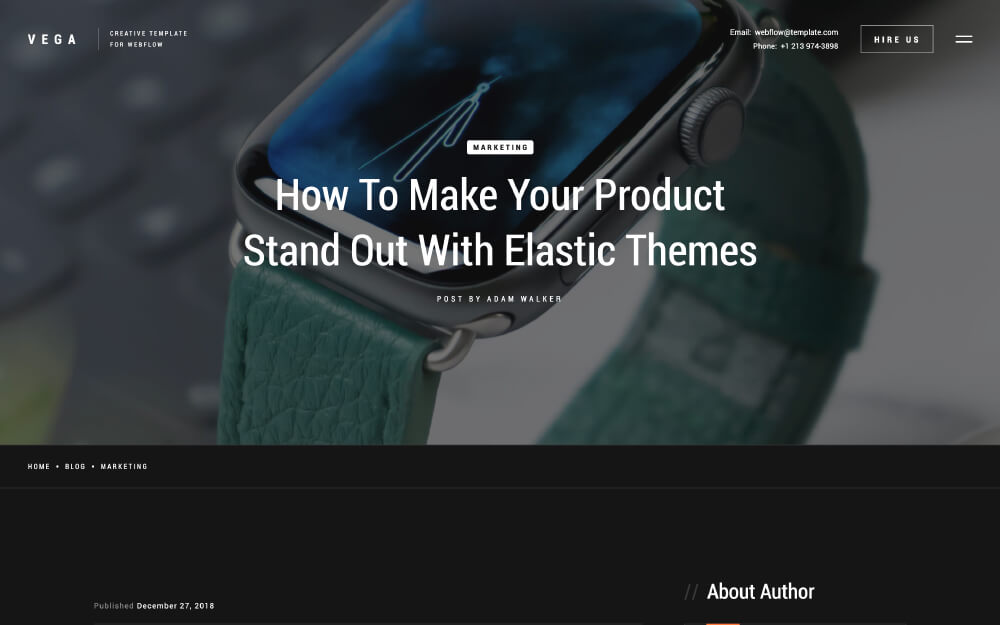 VEGA
CREATIVE TEMPLATE
FOR WEBFLOW
Email: webflow@template.com
Phone: +1 213 974-3898
HIRE US
MARKETING
How To Make Your Product
Stand Out With Elastic Themes
POST BY ADAM WALKER
HOME • BLOG • MARKETING
// About Author
Published December 27, 2018